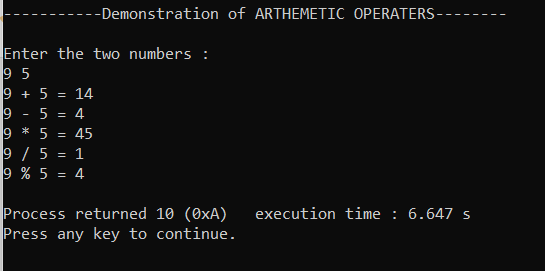 -----------Demonstration of ARTHEMETIC OPERATERS--------
Enter the two numbers :
9 5
9 + 5 = 14
9 - 5 = 4
9 * 5 = 45
9 / 5 = 1
9 % 5 = 4
Process returned 10 (0xA)   execution time : 6.647 s
Press any key to continue.